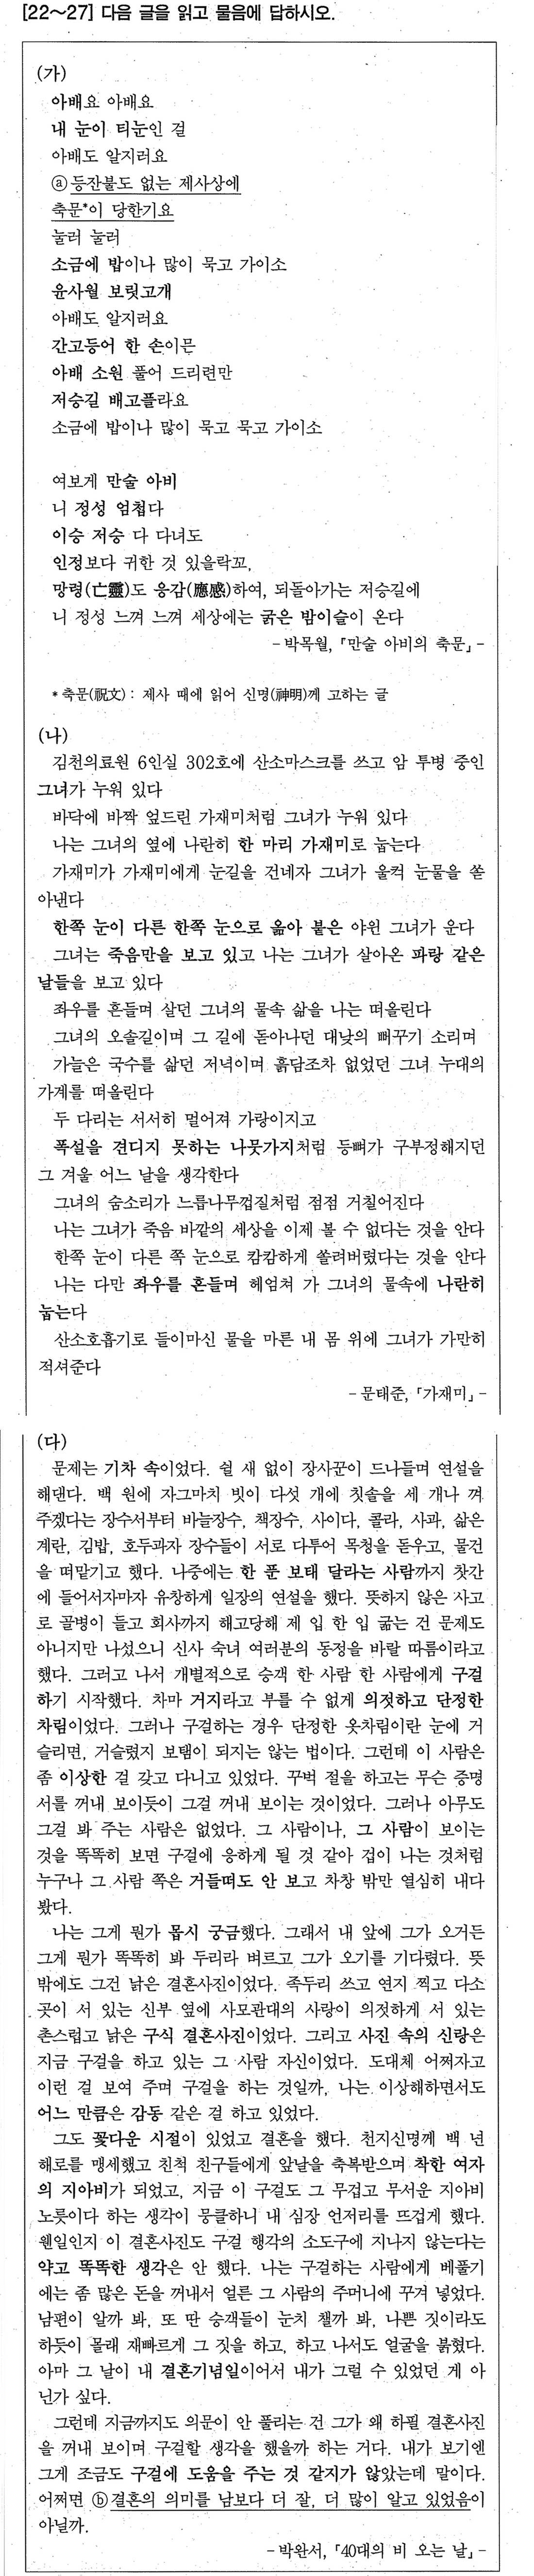 [22~27] 다음 글을 읽고 물음에 답하시오.
(가)
아배요 아배요
내 눈이 티눈인 걸
아배도 알지러요
ⓐ등잔불도 없는 제사상에
축문*이 당한기요
눌러 눌러
소금에 밥이나 많이 묵고 가이소
윤사월 보릿고개
아배도 알지러요
간고등어 한 손이믄
아배 소원 풀어 드리련만
저승길 배고플라요
소금에 밥이나 많이 묵고 묵고 가이소
여보게 만술 아비
니 정성 엄첩다
이승 저승 다 다녀도
인정보다 귀한 것 있을락꼬,
망령(亡靈)도 응감(應感)하여, 되돌아가는 저승길에
니 정성 느껴 느껴 세상에는 굵은 밤이슬이 온다
- 박목월, 「만술 아비의 축문」 -
* 축문(祝文) : 제사 때에 읽어 신명(神明)께 고하는 글
(나)
김천의료원 6인실 302호에 산소마스크를 쓰고 암 투병 중인
그녀가 누워 있다
바닥에 바짝 엎드린 가재미처럼 그녀가 누워 있다
나는 그녀의 옆에 나란히 한 마리 가재미로 눕는다
가재미가 가재미에게 눈길을 건네자 그녀가 울컥 눈물을 쏟
아낸다
한쪽 눈이 다른 한쪽 눈으로 옮아 붙은 야윈 그녀가 운다
그녀는 죽음만을 보고 있고 나는 그녀가 살아온 파랑 같은
날들을 보고 있다
좌우를 흔들며 살던 그녀의 물속 삶을 나는 떠올린다
그녀의 오솔길이며 그 길에 돋아나던 대낮의 뻐꾸기 소리며
가늘은 국수를 삶던 저녁이며 흙담조차 없었던 그녀 누대의
가계를 떠올린다
두 다리는 서서히 멀어져 가랑이지고
폭설을 견디지 못하는 나뭇가지처럼 등뼈가 구부정해지던
그 겨울 어느 날을 생각한다
그녀의 숨소리가 느릅나무껍질처럼 점점 거칠어진다
나는 그녀가 죽음 바깥의 세상을 이제 볼 수 없다는 것을 안다
한쪽 눈이 다른 쪽 눈으로 캄캄하게 쏠려버렸다는 것을 안다
나는 다만 좌우를 흔들며 헤엄쳐 가 그녀의 물속에 나란히
눕는다
산소호흡기로 들이마신 물을 마른 내 몸 위에 그녀가 가만히
적셔준다
- 문태준, 「가재미」 -
(다)
문제는 기차 속이었다. 쉴 새 없이 장사꾼이 드나들며 연설을
해댄다. 백 원에 자그마치 빗이 다섯 개에 칫솔을 세 개나 껴
주겠다는 장수서부터 바늘장수, 책장수, 사이다, 콜라, 사과, 삶은
계란, 김밥, 호두과자 장수들이 서로 다투어 목청을 돋우고, 물건
을 떠맡기고 했다. 나중에는 한 푼 보태 달라는 사람까지 찻간
에 들어서자마자 유창하게 일장의 연설을 했다. 뜻하지 않은 사고
로 골병이 들고 회사까지 해고당해 제 입 한 입 굶는 건 문제도
아니지만 나섰으니 신사 숙녀 여러분의 동정을 바랄 따름이라고
했다. 그러고 나서 개별적으로 승객 한 사람 한 사람에게 구걸
하기 시작했다. 차마 거지라고 부를 수 없게 의젓하고 단정한
차림이었다. 그러나 구걸하는 경우 단정한 옷차림이란 눈에 거
슬리면, 거슬렸지 보탬이 되지는 않는 법이다. 그런데 이 사람은
좀 이상한 걸 갖고 다니고 있었다. 꾸벅 절을 하고는 무슨 증명
서를 꺼내 보이듯이 그걸 꺼내 보이는 것이었다. 그러나 아무도
그걸 봐 주는 사람은 없었다. 그 사람이나, 그 사람이 보이는
것을 똑똑히 보면 구걸에 응하게 될 것 같아 겁이 나는 것처럼
누구나 그 사람 쪽은 거들떠도 안 보고 차창 밖만 열심히 내다
봤다.
나는 그게 뭔가 몹시 궁금했다. 그래서 내 앞에 그가 오거든
그게 뭔가 똑똑히 봐 두리라 벼르고 그가 오기를 기다렸다. 뜻
밖에도 그건 낡은 결혼사진이었다. 족두리 쓰고 연지 찍고 다소
곳이 서 있는 신부 옆에 사모관대의 사랑이 의젓하게 서 있는
촌스럽고 낡은 구식 결혼사진이었다. 그리고 사진 속의 신랑은
지금 구걸을 하고 있는 그 사람 자신이었다. 도대체 어쩌자고
이런 걸 보여 주며 구걸을 하는 것일까, 나는 이상해하면서도
어느 만큼은 감동 같은 걸 하고 있었다.
그도 꽃다운 시절이 있었고 결혼을 했다. 천지신명께 백 년
해로를 맹세했고 친척 친구들에게 앞날을 축복받으며 착한 여자
의 지아비가 되었고, 지금 이 구걸도 그 무겁고 무서운 지아비
노릇이다 하는 생각이 뭉클하니 내 심장 언저리를 뜨겁게 했다.
웬일인지 이 결혼사진도 구걸 행각의 소도구에 지나지 않는다는
약고 똑똑한 생각은 안 했다. 나는 구걸하는 사람에게 베풀기
에는 좀 많은 돈을 꺼내서 얼른 그 사람의 주머니에 꾸겨 넣었다.
남편이 알까 봐, 또 딴 승객들이 눈치 챌까 봐, 나쁜 짓이라도
하듯이 몰래 재빠르게 그 짓을 하고, 하고 나서도 얼굴을 붉혔다.
아마 그 날이 내 결혼기념일이어서 내가 그럴 수 있었던 게 아
닌가 싶다.
그런데 지금까지도 의문이 안 풀리는 건 그가 왜 하필 결혼사진
을 꺼내 보이며 구걸할 생각을 했을까 하는 거다. 내가 보기엔
그게 조금도 구걸에 도움을 주는 것 같지가 않았는데 말이다.
어쩌면 ⓑ결혼의 의미를 남보다 더 잘, 더 많이 알고 있었음이
아닐까.
- 박완서, 「40대의 비 오는 날」 -